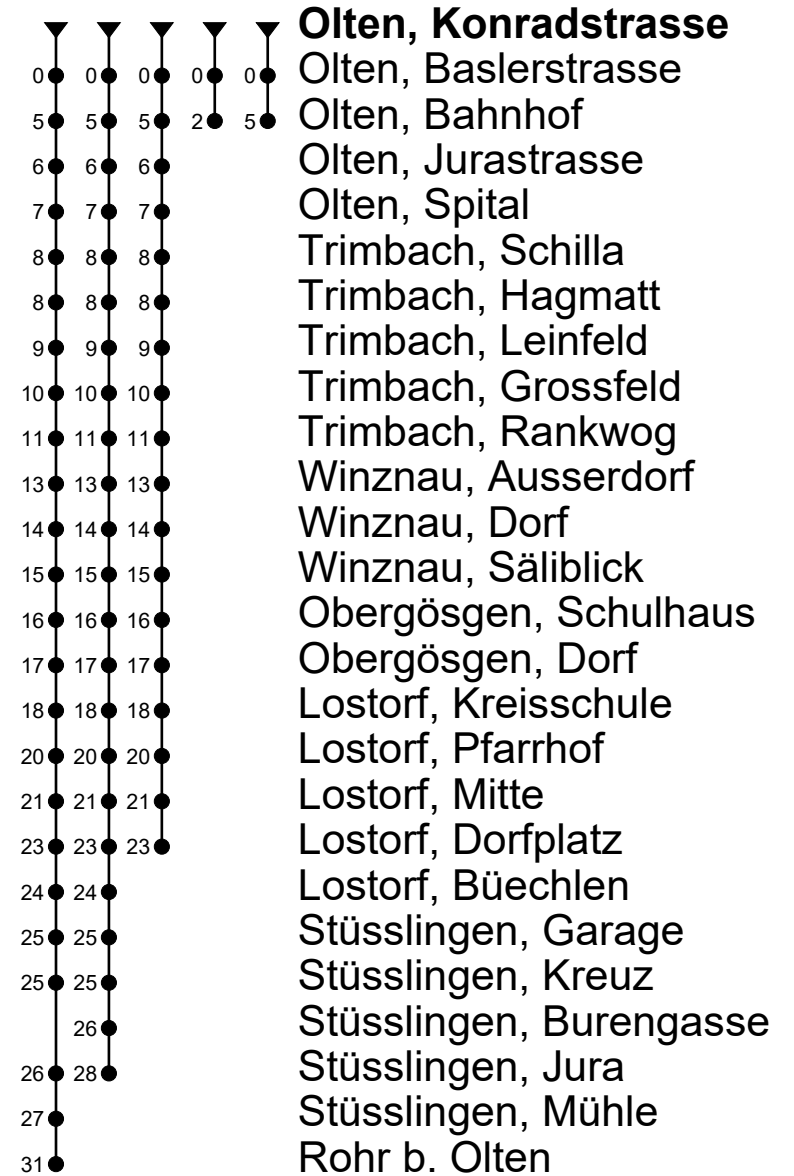 Olten, Konradstrasse
0 0 0 0 0 Olten, Baslerstrasse
5 5 5 2 5 Olten, Bahnhof
6 6 6 Olten, Jurastrasse
7 7 7 Olten, Spital
8 8 8 Trimbach, Schilla
8 8 8 Trimbach, Hagmatt
9 9 9 Trimbach, Leinfeld
10 10 10 Trimbach, Grossfeld
11 11 11 Trimbach, Rankwog
13 13 13 Winznau, Ausserdorf
14 14 14 Winznau, Dorf
15 15 15 Winznau, Säliblick
16 16 16 Obergösgen, Schulhaus
17 17 17 Obergösgen, Dorf
18 18 18 Lostorf, Kreisschule
20 20 20 Lostorf, Pfarrhof
21 21 21 Lostorf, Mitte
23 23 23 Lostorf, Dorfplatz
24 24 Lostorf, Büechlen
25 25 Stüsslingen, Garage
25 25 Stüsslingen, Kreuz
26 Stüsslingen, Burengasse
26 28 Stüsslingen, Jura
27 Stüsslingen, Mühle
31 Rohr b. Olten